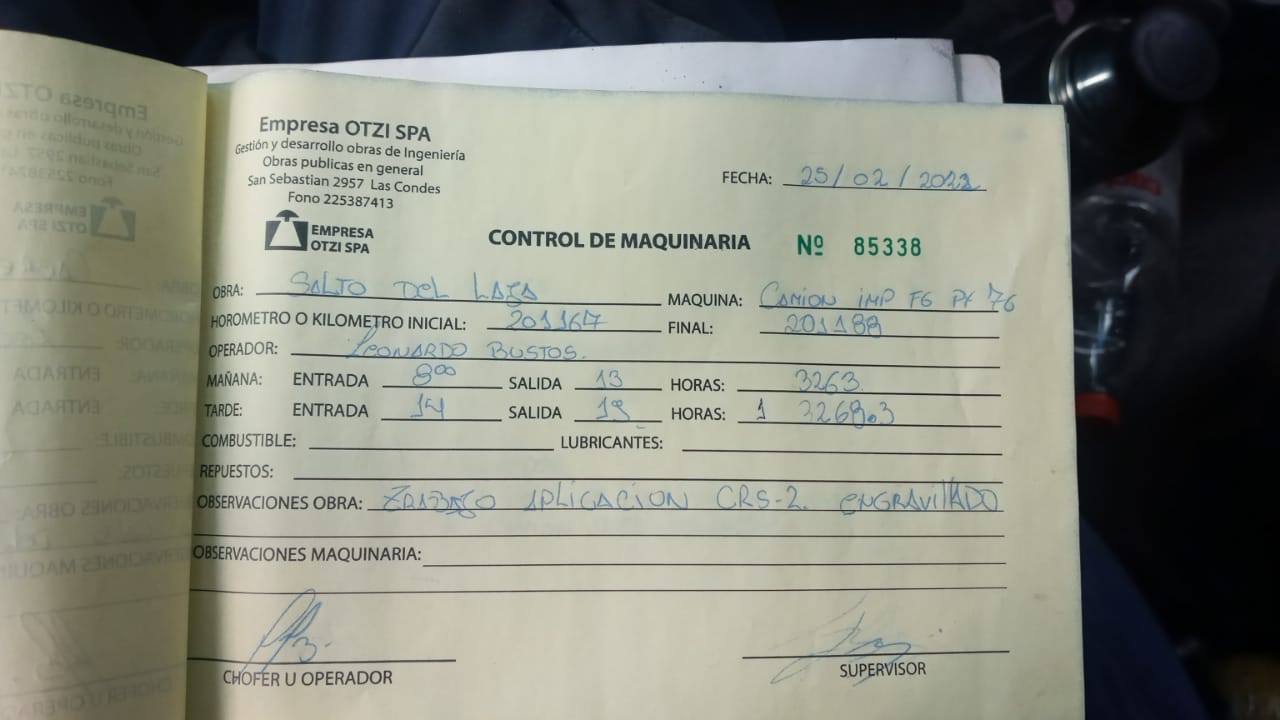 Empresa OTZI SPA
Gestión y desarrollo obras de Ingeniería
Obras publicas en general
San Sebastian 2957 Las Condes
Fono 225387413
EMPRESA
OTZI SPA
FECHA: 25/02/2022
CONTROL DE MAQUINARIA Nº 85338
OBRA: SALTO DEL LAJA MAQUINA: CAMION IMP FG PX 76
HOROMETRO O KILOMETRO INICIAL: 201167 FINAL: 201188
OPERADOR: LEONARDO BUSTOS.
MAÑANA: ENTRADA 8:00 SALIDA 13 HORAS: 3263
TARDE: ENTRADA 14 SALIDA 19 HORAS: 1 3268.3
COMBUSTIBLE: LUBRICANTES:
REPUESTOS:
OBSERVACIONES OBRA: TRABAJO APLICACION CRS-2. ENGRAVILLADO
OBSERVACIONES MAQUINARIA:
CHOFER U OPERADOR SUPERVISOR